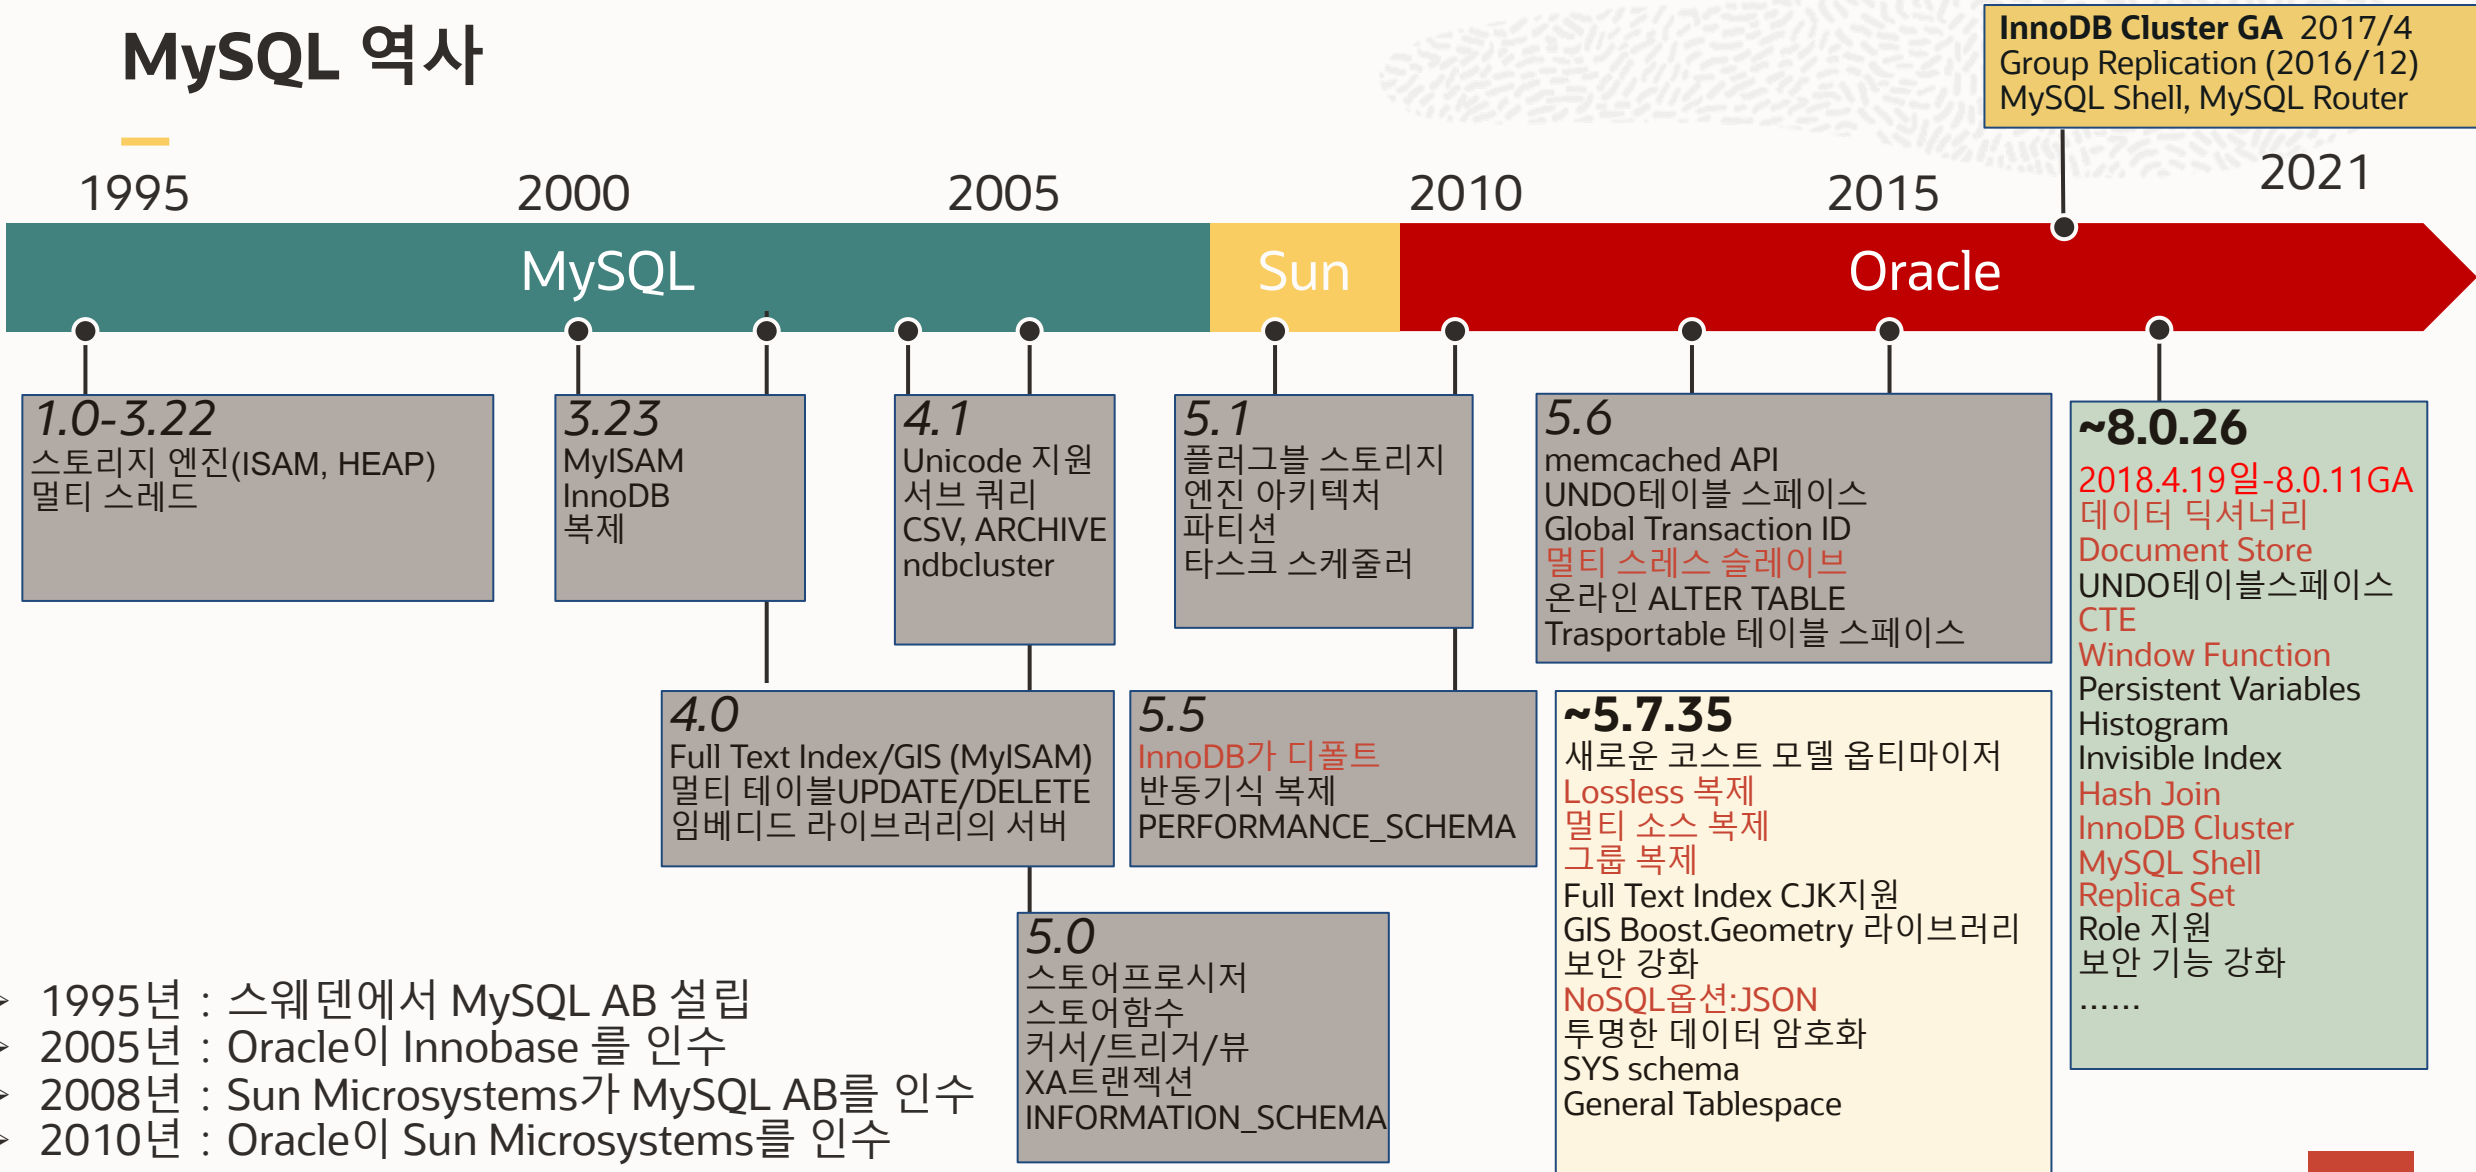 MySQL 역사
InnoDB Cluster GA 2017/4
Group Replication (2016/12)
MySQL Shell, MySQL Router
1995
2000
2005
2010
2015
2021
MySQL
Sun
Oracle
1.0-3.22
스토리지 엔진(ISAM, HEAP)
멀티 스레드
3.23
MyISAM
InnoDB
복제
4.1
Unicode 지원
서브 쿼리
CSV, ARCHIVE
ndbcluster
5.1
플러그블 스토리지
엔진 아키텍처
파티션
타스크 스케줄러
5.6
memcached API
UNDO테이블 스페이스
Global Transaction ID
멀티 스레스 슬레이브
온라인 ALTER TABLE
Trasportable 테이블 스페이스
~8.0.26
2018.4.19일-8.0.11GA
데이터 딕셔너리
Document Store
UNDO테이블스페이스
CTE
Window Function
Persistent Variables
Histogram
Invisible Index
Hash Join
InnoDB Cluster
MySQL Shell
Replica Set
Role 지원
보안 기능 강화
......
4.0
Full Text Index/GIS (MyISAM)
멀티 테이블UPDATE/DELETE
임베디드 라이브러리의 서버
5.5
InnoDB가 디폴트
반동기식 복제
PERFORMANCE_SCHEMA
~5.7.35
새로운 코스트 모델 옵티마이저
Lossless 복제
멀티 소스 복제
그룹 복제
Full Text Index CJK지원
GIS Boost.Geometry 라이브러리
보안 강화
NoSQL옵션:JSON
투명한 데이터 암호화
SYS schema
General Tablespace
5.0
스토어프로시저
스토어함수
커서/트리거/뷰
XA트랜젝션
INFORMATION_SCHEMA
1995년 : 스웨덴에서 MySQL AB 설립
2005년 : Oracle이 Innobase 를 인수
2008년 : Sun Microsystems가 MySQL AB를 인수
2010년 : Oracle이 Sun Microsystems를 인수